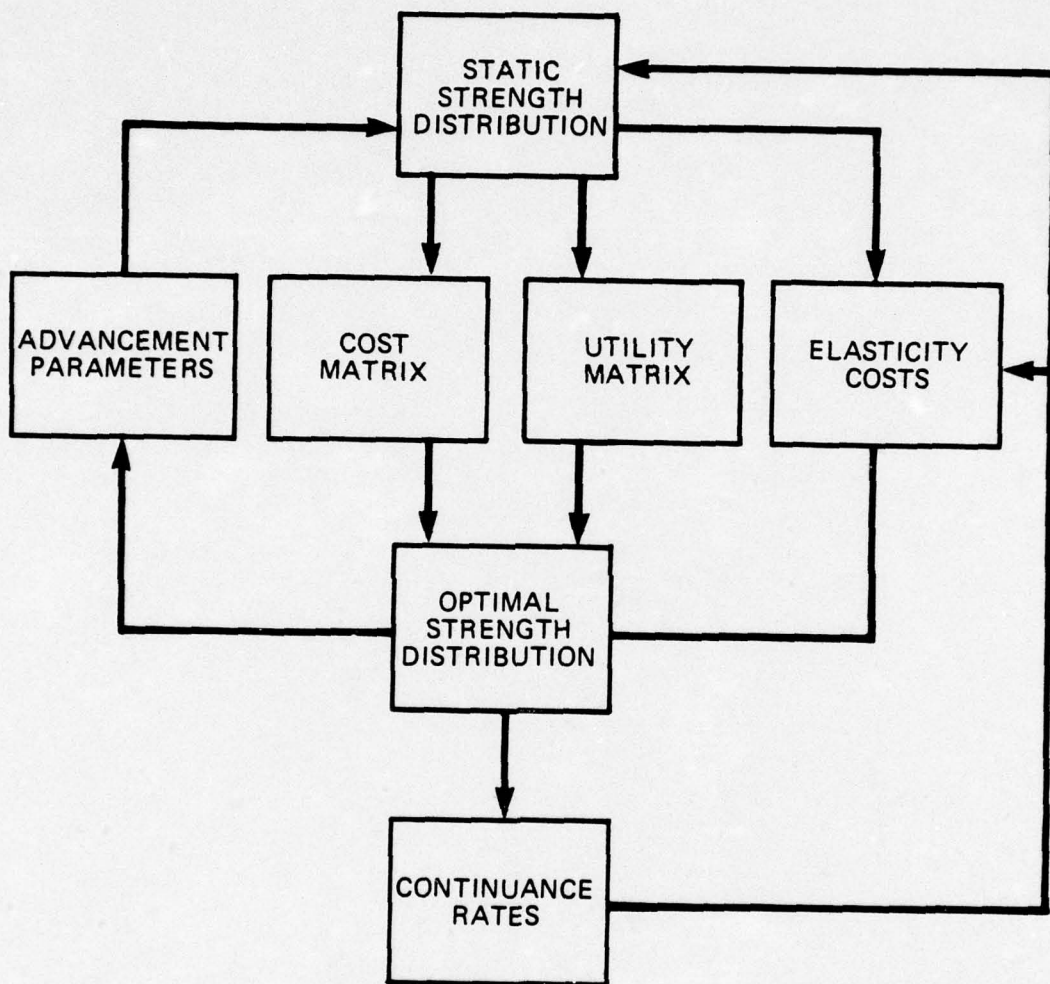 STATIC
STRENGTH
DISTRIBUTION
ADVANCEMENT
PARAMETERS
COST
MATRIX
UTILITY
MATRIX
ELASTICITY
COSTS
OPTIMAL
STRENGTH
DISTRIBUTION
CONTINUANCE
RATES